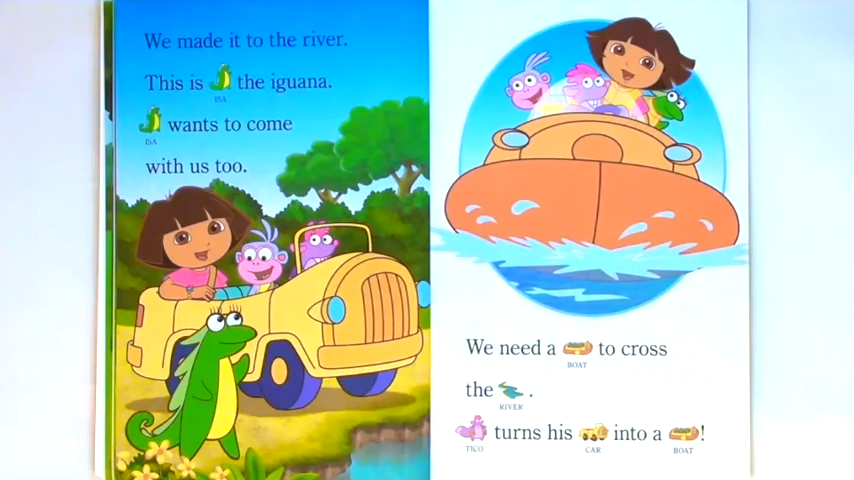 We made it to the river.
This is ISA the iguana.
ISA wants to come
with us too.
We need a BOAT to cross
the RIVER .
TICO turns his CAR into a BOAT!